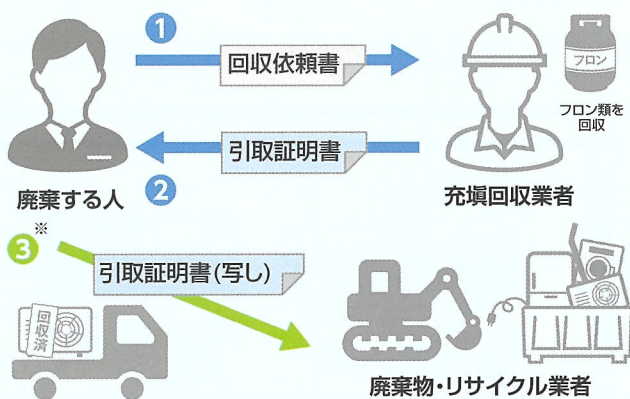 1
回収依頼書
フロン
フロン類を
回収
引取証明書
2
廃棄する人
充塡回収業者
3
※
引取証明書(写し)
回収済
廃棄物・リサイクル業者